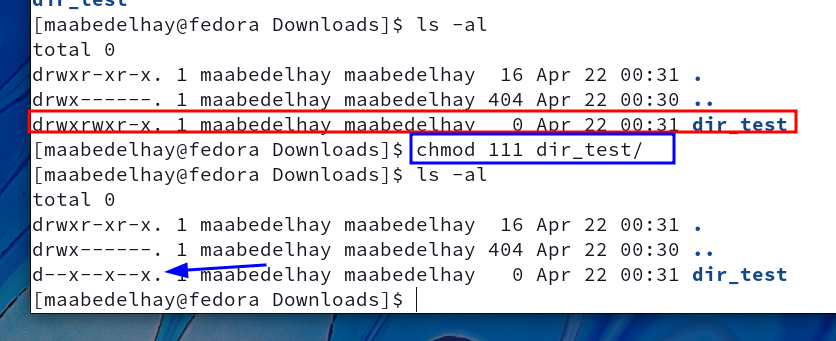 dir_test
[maabedelhay@fedora Downloads]$ ls -al
total 0
drwxr-xr-x. 1 maabedelhay maabedelhay  16 Apr 22 00:31 .
drwx------. 1 maabedelhay maabedelhay 404 Apr 22 00:30 ..
drwxrwxr-x. 1 maabedelhay maabedelhay   0 Apr 22 00:31 dir_test
[maabedelhay@fedora Downloads]$ chmod 111 dir_test/
[maabedelhay@fedora Downloads]$ ls -al
total 0
drwxr-xr-x. 1 maabedelhay maabedelhay  16 Apr 22 00:31 .
drwx------. 1 maabedelhay maabedelhay 404 Apr 22 00:30 ..
d--x--x--x. 1 maabedelhay maabedelhay   0 Apr 22 00:31 dir_test
[maabedelhay@fedora Downloads]$